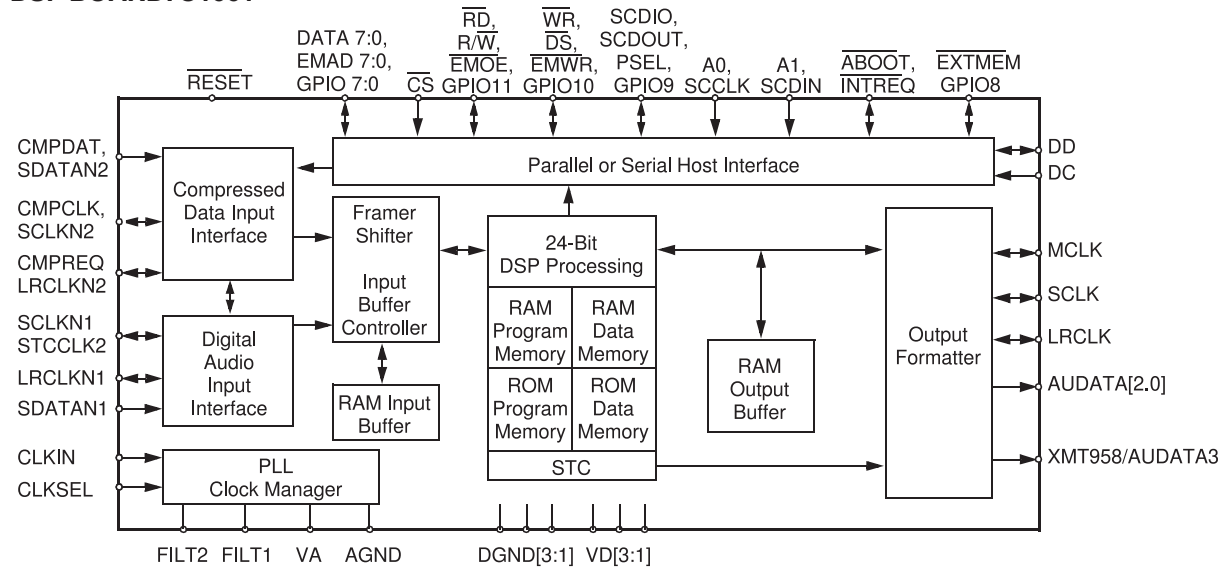 RD, WR, SCDIO,
DATA 7:0, R/W, DS, SCDOUT,
EMAD 7:0, EMOE, EMWR, PSEL, A0, A1, ABOOT, EXTMEM
RESET GPIO 7:0 CS GPIO11 GPIO10 GPIO9 SCCLK SCDIN INTREQ GPIO8
CMPDAT,
SDATAN2
CMPCLK,
SCLKN2
CMPREQ
LRCLKN2
SCLKN1
STCCLK2
LRCLKN1
SDATAN1
CLKIN
CLKSEL
Compressed
Data Input
Interface
Digital
Audio
Input
Interface
PLL
Clock Manager
Parallel or Serial Host Interface
Framer
Shifter
Input
Buffer
Controller
RAM Input
Buffer
24-Bit
DSP Processing
RAM
Program
Memory
RAM
Data
Memory
ROM
Program
Memory
ROM
Data
Memory
STC
RAM
Output
Buffer
Output
Formatter
DD
DC
MCLK
SCLK
LRCLK
AUDATA[2.0]
XMT958/AUDATA3
FILT2 FILT1 VA AGND DGND[3:1] VD[3:1]